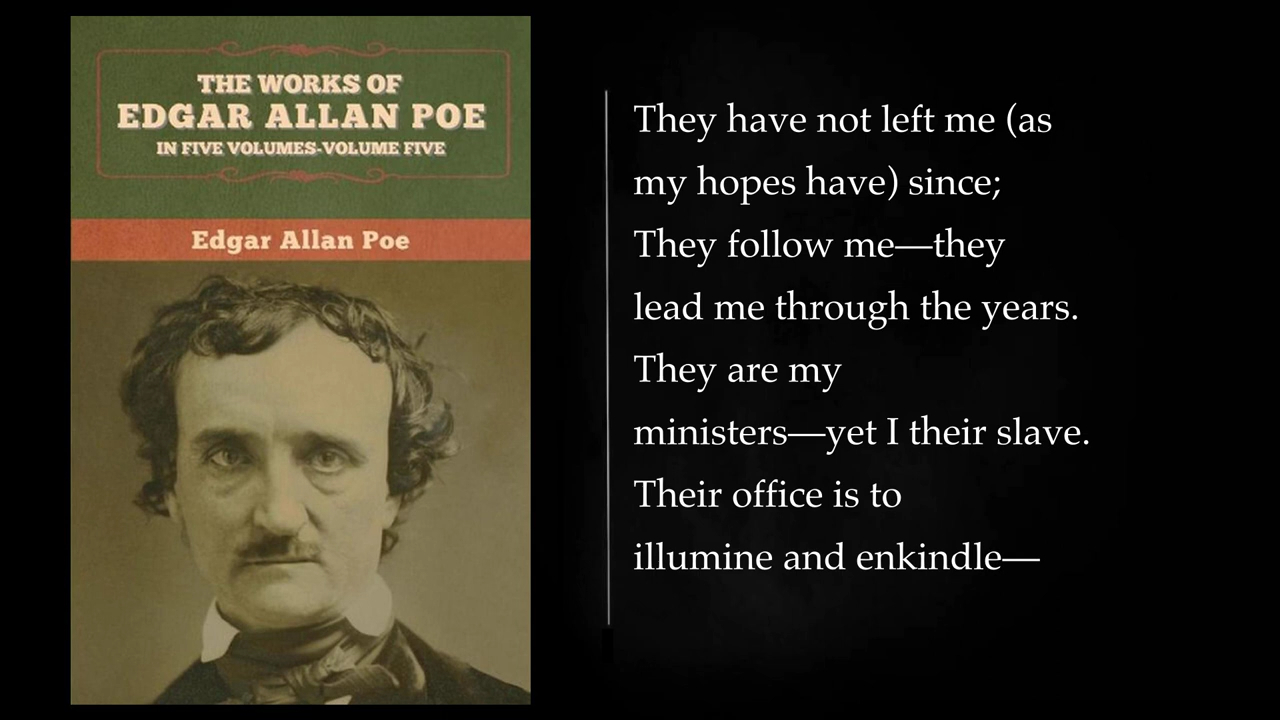 THE WORKS OF
EDGAR ALLAN POE
IN FIVE VOLUMES-VOLUME FIVE
Edgar Allan Poe
They have not left me (as
my hopes have) since;
They follow me—they
lead me through the years.
They are my
ministers—yet I their slave.
Their office is to
illumine and enkindle—